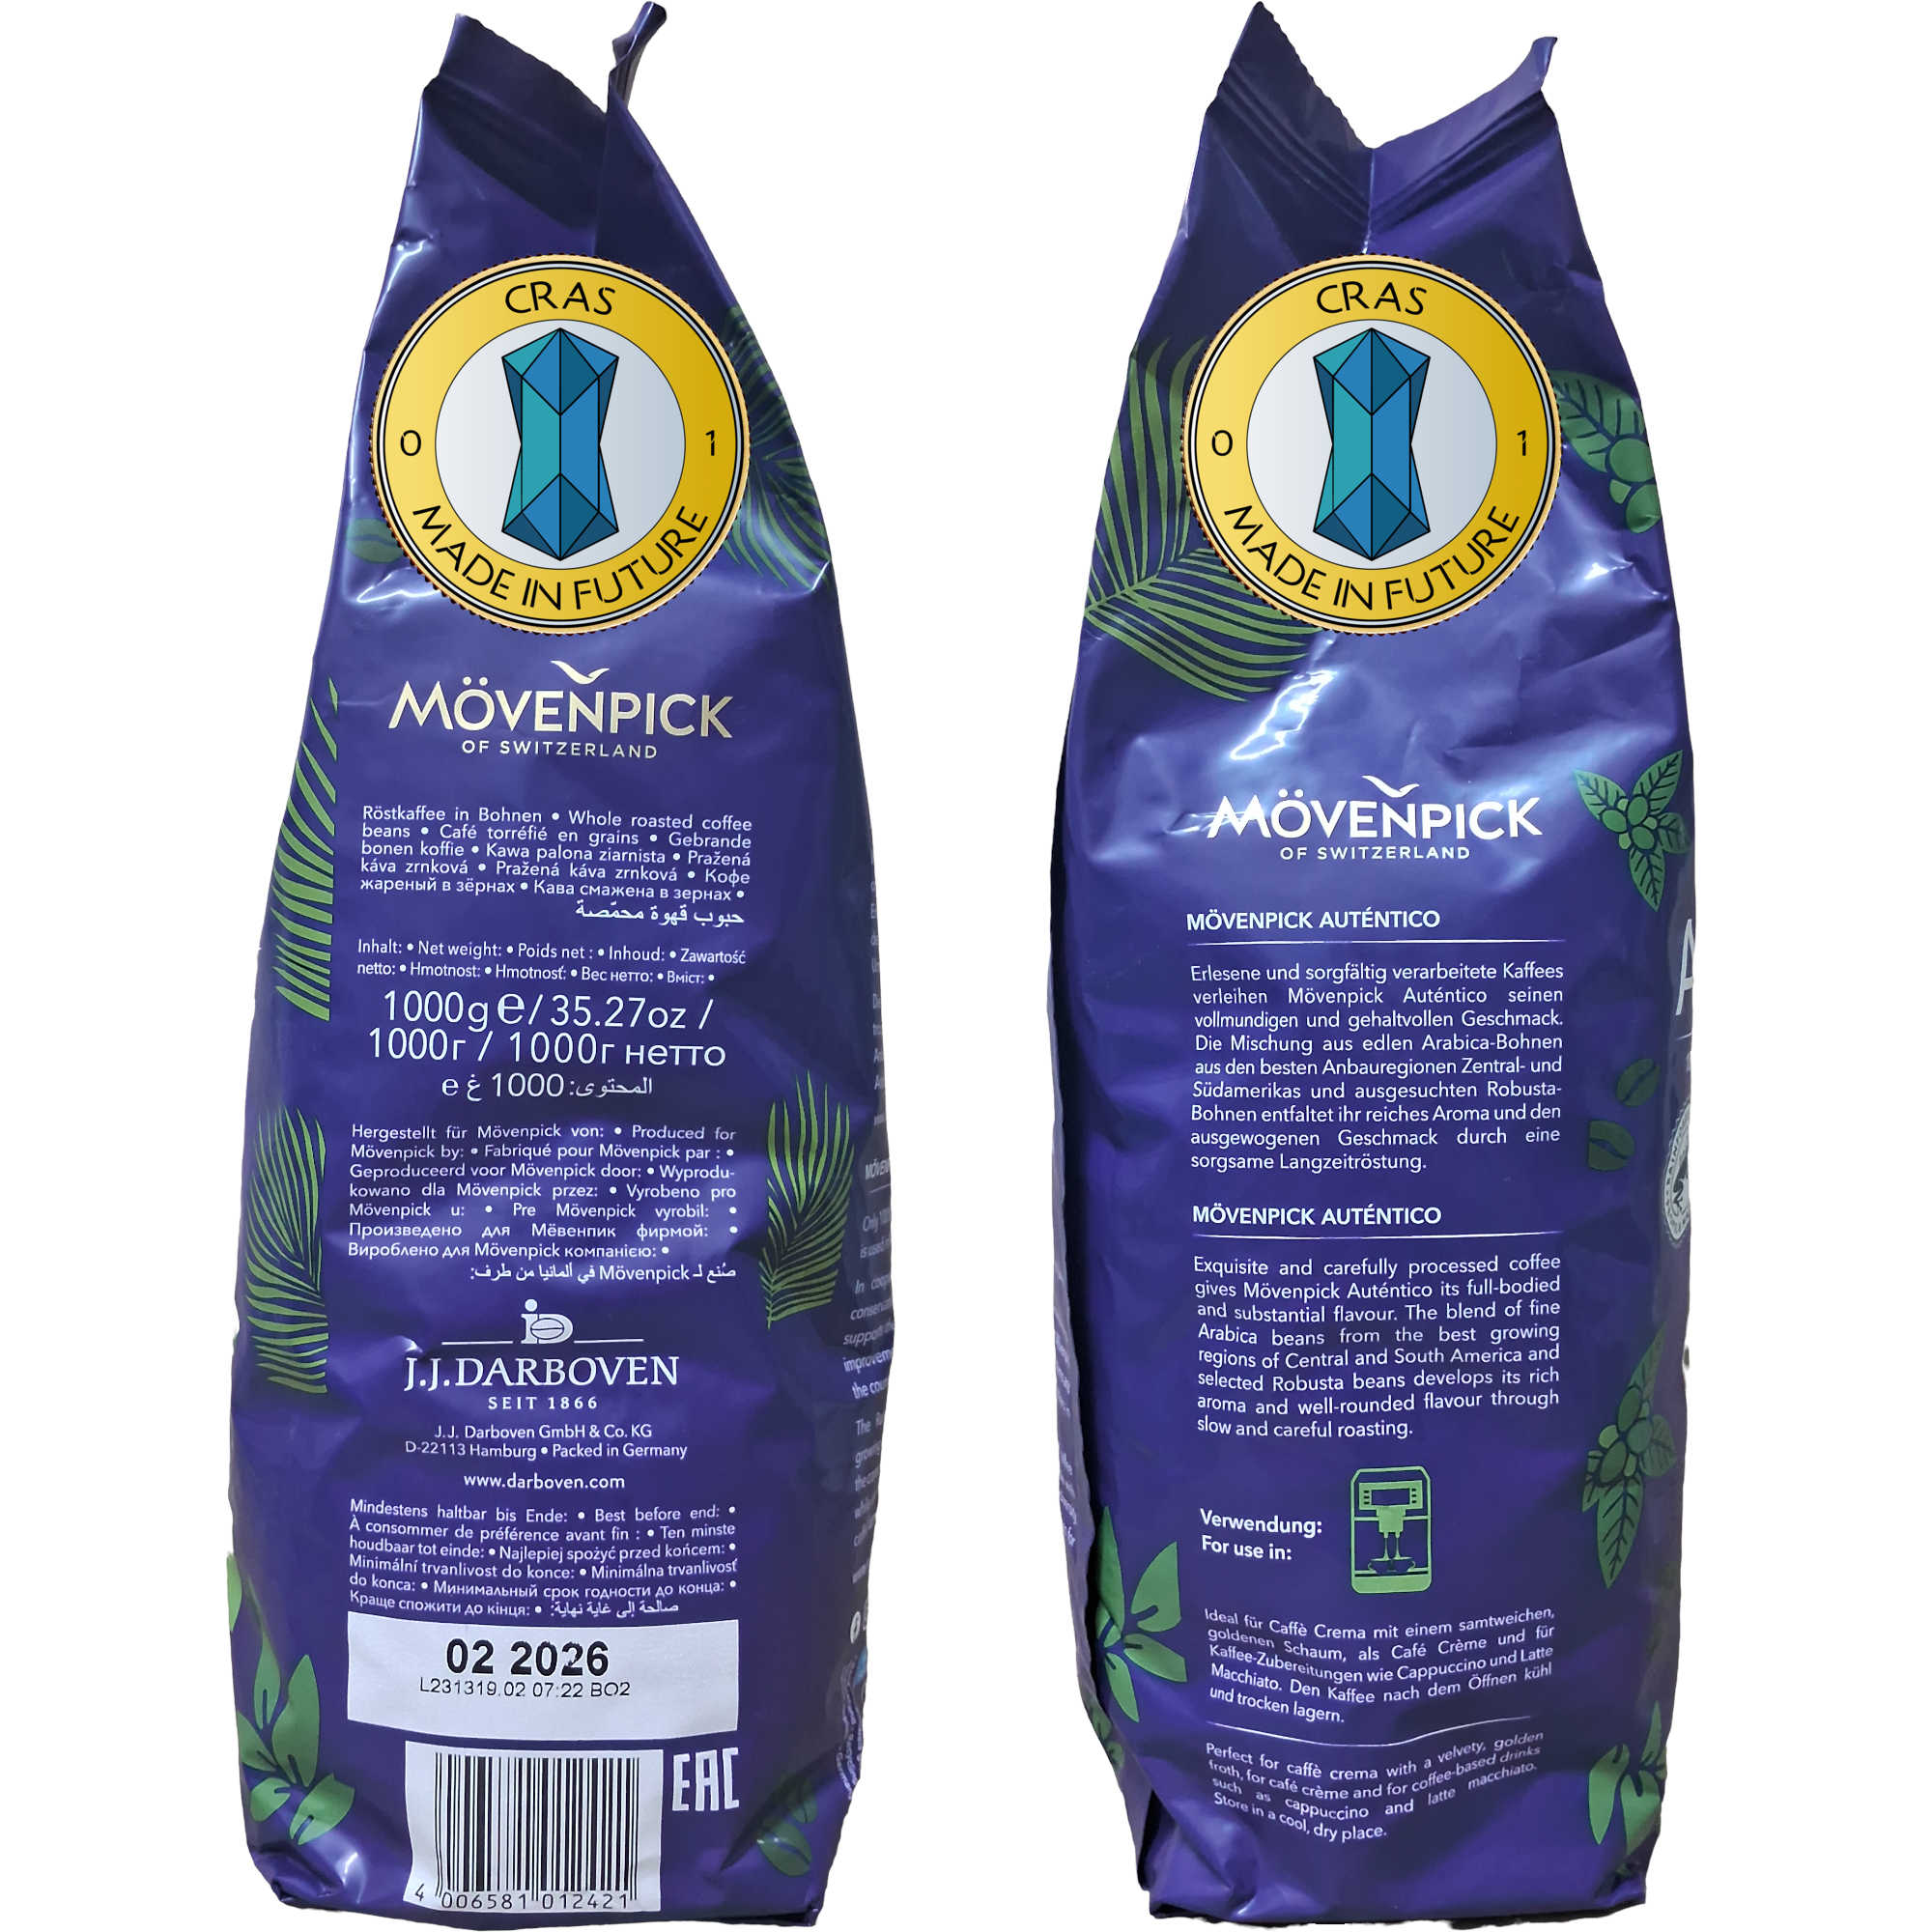 CRAS
0 1
MADE IN FUTURE
MÖVENPICK
OF SWITZERLAND
Röstkaffee in Bohnen • Whole roasted coffee
beans • Café torréfié en grains • Gebrande
bonen koffie • Kawa palona ziarnista • Pražená
káva zrnková • Pražená káva zrnková • Кофе
жареный в зёрнах • Кава смажена в зернах •
حبوب قهوة محمّصة
Inhalt: • Net weight: • Poids net : • Inhoud: • Zawartość
netto: • Hmotnost: • Hmotnosť: • Вес нетто: • Вміст: •
1000g e / 35.27oz /
1000г / 1000г нетто
المحتوى: 1000 غ e
Hergestellt für Mövenpick von: • Produced for
Mövenpick by: • Fabriqué pour Mövenpick par : •
Geproduceerd voor Mövenpick door: • Wyprodu-
kowano dla Mövenpick przez: • Vyrobeno pro
Mövenpick u: • Pre Mövenpick vyrobil: •
Произведено для Мёвенпик фирмой: •
Вироблено для Mövenpick компанією: •
صُنع لـ Mövenpick في ألمانيا من طرف:
J.J.DARBOVEN
SEIT 1866
J.J. Darboven GmbH & Co. KG
D-22113 Hamburg • Packed in Germany
www.darboven.com
Mindestens haltbar bis Ende: • Best before end: •
À consommer de préférence avant fin : • Ten minste
houdbaar tot einde: • Najlepiej spożyć przed końcem: •
Minimální trvanlivost do konce: • Minimálna trvanlivosť
do konca: • Минимальный срок годности до конца: •
Краще спожити до кінця: • صالحة إلى غاية نهاية:
02 2026
L231319.02 07:22 BO2
EAC
4 006581 012421
CRAS
0 1
MADE IN FUTURE
MÖVENPICK
OF SWITZERLAND
MÖVENPICK AUTÉNTICO
Erlesene und sorgfältig verarbeitete Kaffees
verleihen Mövenpick Auténtico seinen
vollmundigen und gehaltvollen Geschmack.
Die Mischung aus edlen Arabica-Bohnen
aus den besten Anbauregionen Zentral- und
Südamerikas und ausgesuchten Robusta-
Bohnen entfaltet ihr reiches Aroma und den
ausgewogenen Geschmack durch eine
sorgsame Langzeitröstung.
MÖVENPICK AUTÉNTICO
Exquisite and carefully processed coffee
gives Mövenpick Auténtico its full-bodied
and substantial flavour. The blend of fine
Arabica beans from the best growing
regions of Central and South America and
selected Robusta beans develops its rich
aroma and well-rounded flavour through
slow and careful roasting.
Verwendung:
For use in:
Ideal für Caffè Crema mit einem samtweichen,
goldenen Schaum, als Café Crème und für
Kaffee-Zubereitungen wie Cappuccino und Latte
Macchiato. Den Kaffee nach dem Öffnen kühl
und trocken lagern.
Perfect for caffè crema with a velvety, golden
froth, for café crème and for coffee-based drinks
such as cappuccino and latte macchiato.
Store in a cool, dry place.